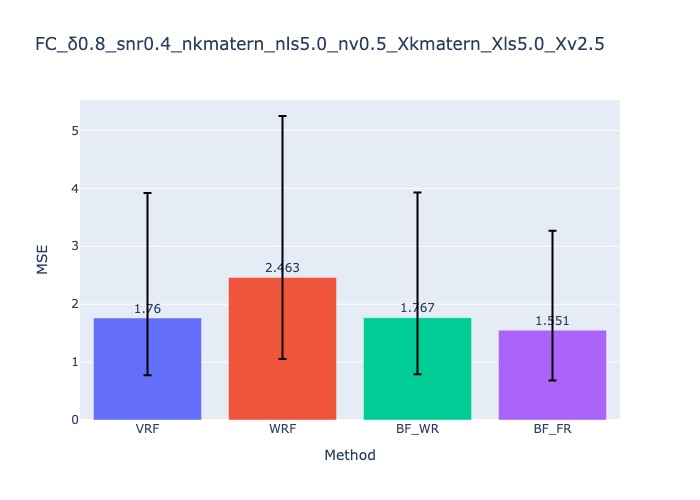 FC_δ0.8_snr0.4_nkmatern_nls5.0_nv0.5_Xkmatern_Xls5.0_Xv2.5
MSE
5
4
3
2
1
0
1.76
2.463
1.767
1.551
VRF
WRF
BF_WR
BF_FR
Method